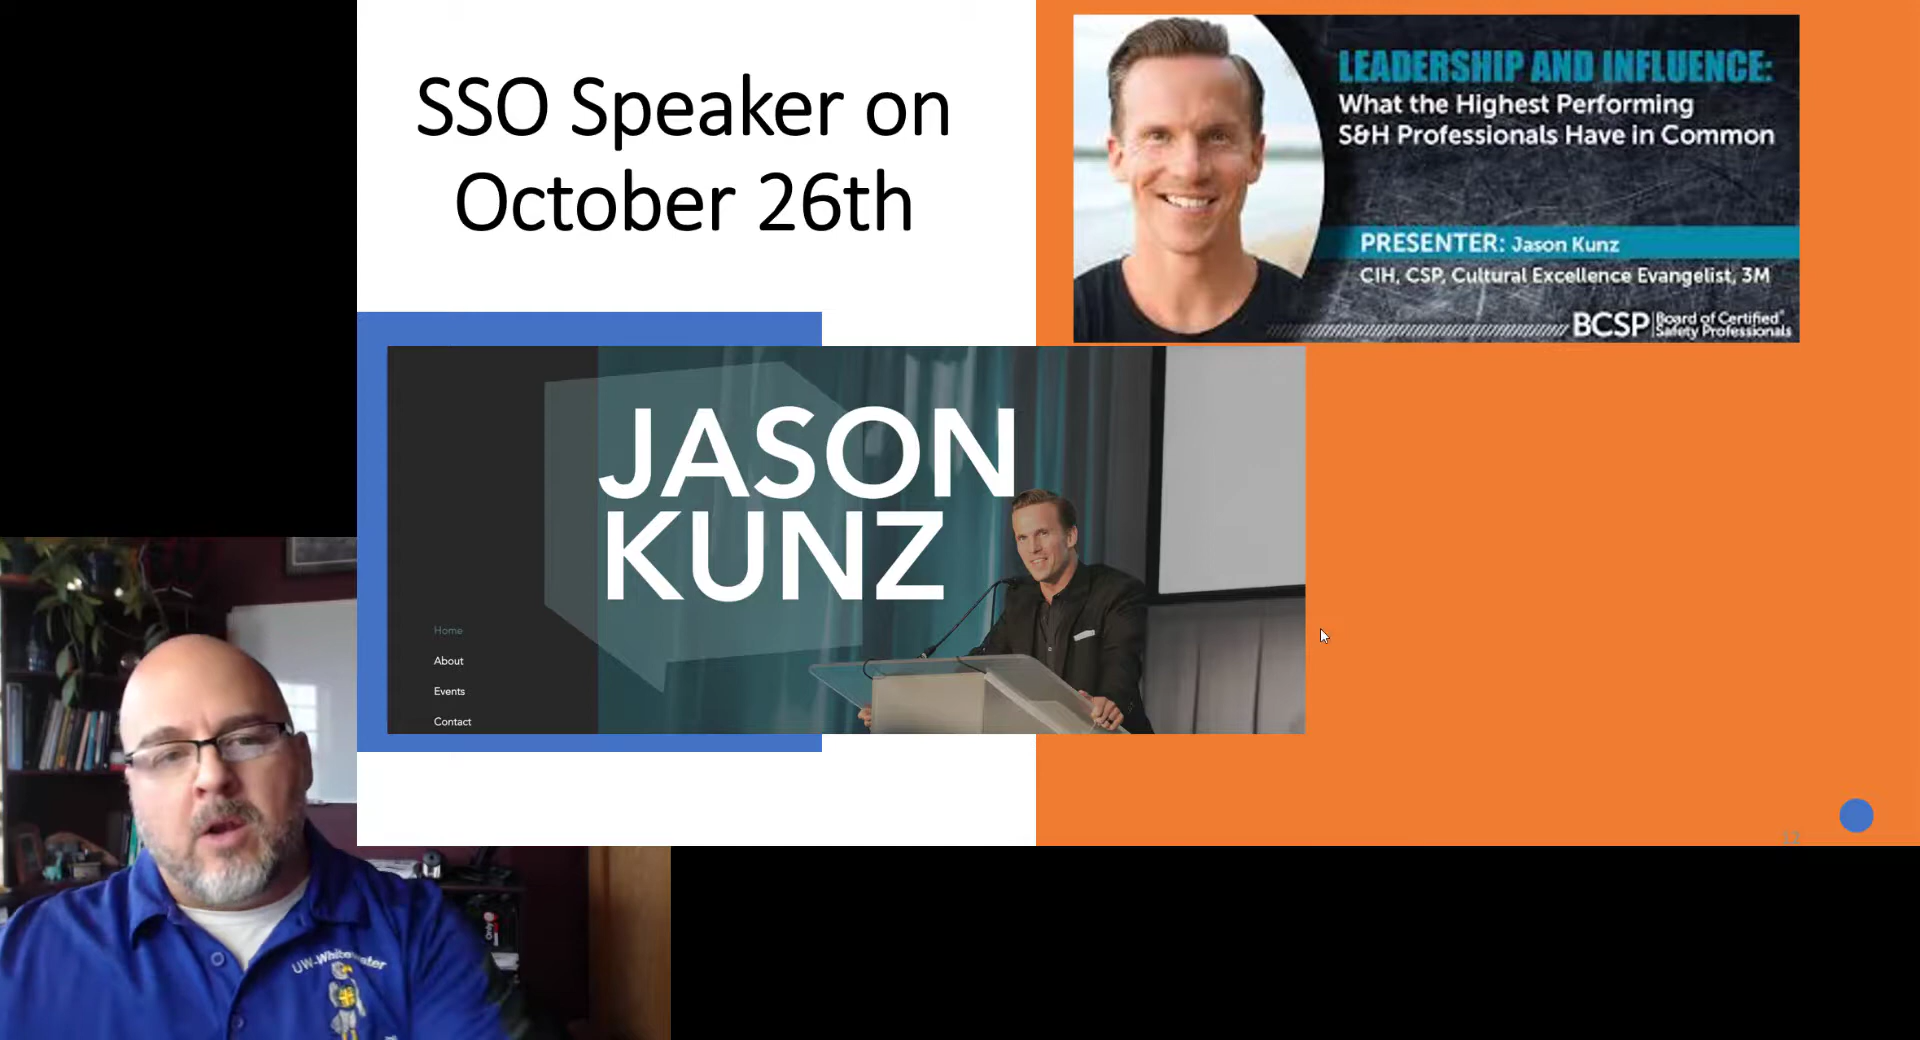 SSO Speaker on
October 26th
LEADERSHIP AND INFLUENCE:
What the Highest Performing
S&H Professionals Have in Common
PRESENTER: Jason Kunz
CIH, CSP, Cultural Excellence Evangelist, 3M
BCSP Board of Certified®
Safety Professionals
JASON
KUNZ
Home
About
Events
Contact
UW-Whitewater